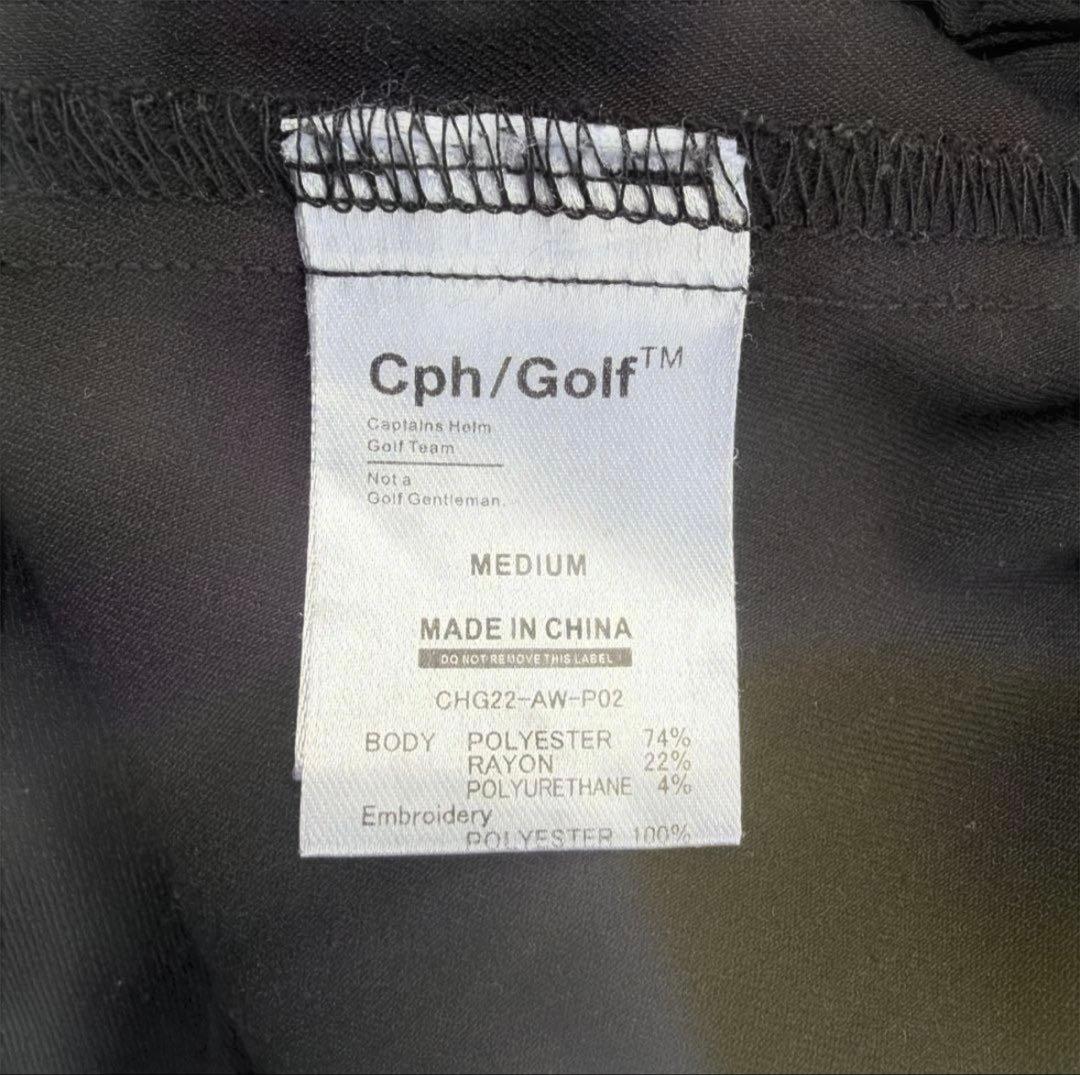 Cph/Golf™
Captains Helm
Golf Team
Not a
Golf Gentleman.
MEDIUM
MADE IN CHINA
DO NOT REMOVE THIS LABEL
CHG22-AW-P02
BODY POLYESTER 74%
RAYON 22%
POLYURETHANE 4%
Embroidery
POLYESTER 100%